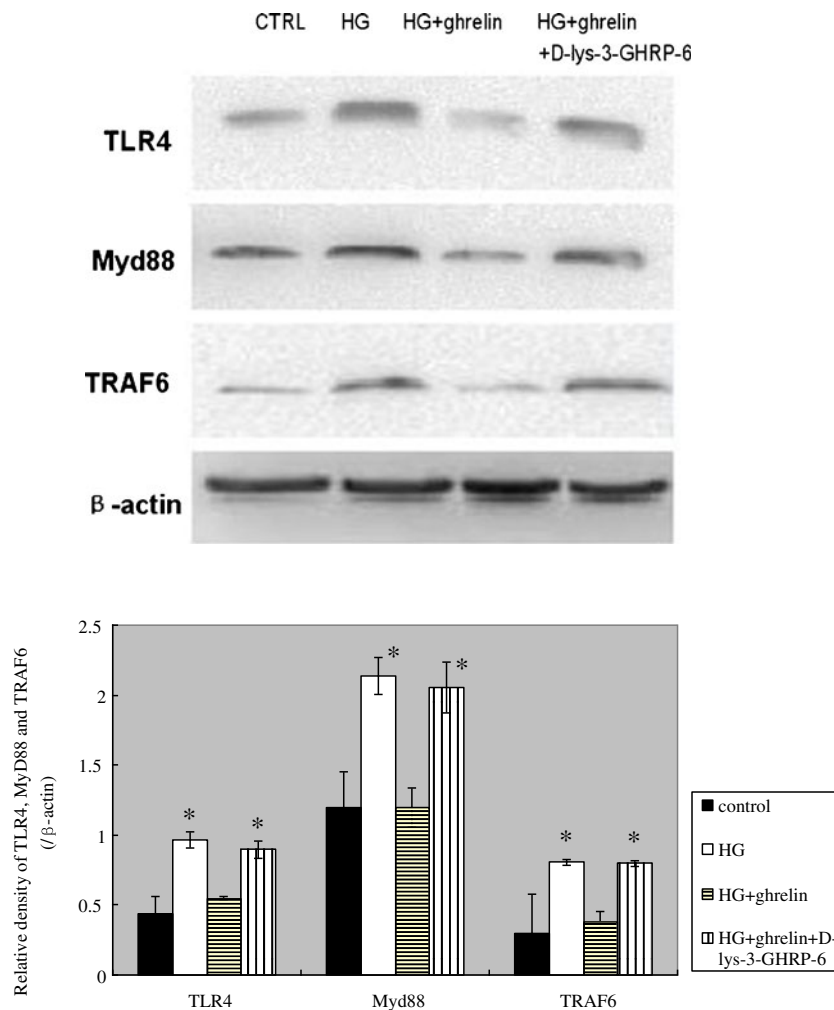 CTRL HG HG+ghrelin HG+ghrelin
+D-lys-3-GHRP-6
TLR4
Myd88
TRAF6
β-actin
Relative density of TLR4, MyD88 and TRAF6
(/β-actin)
2.5
2
1.5
1
0.5
0
* * * * * *
TLR4 Myd88 TRAF6
control
HG
HG+ghrelin
HG+ghrelin+D-
lys-3-GHRP-6